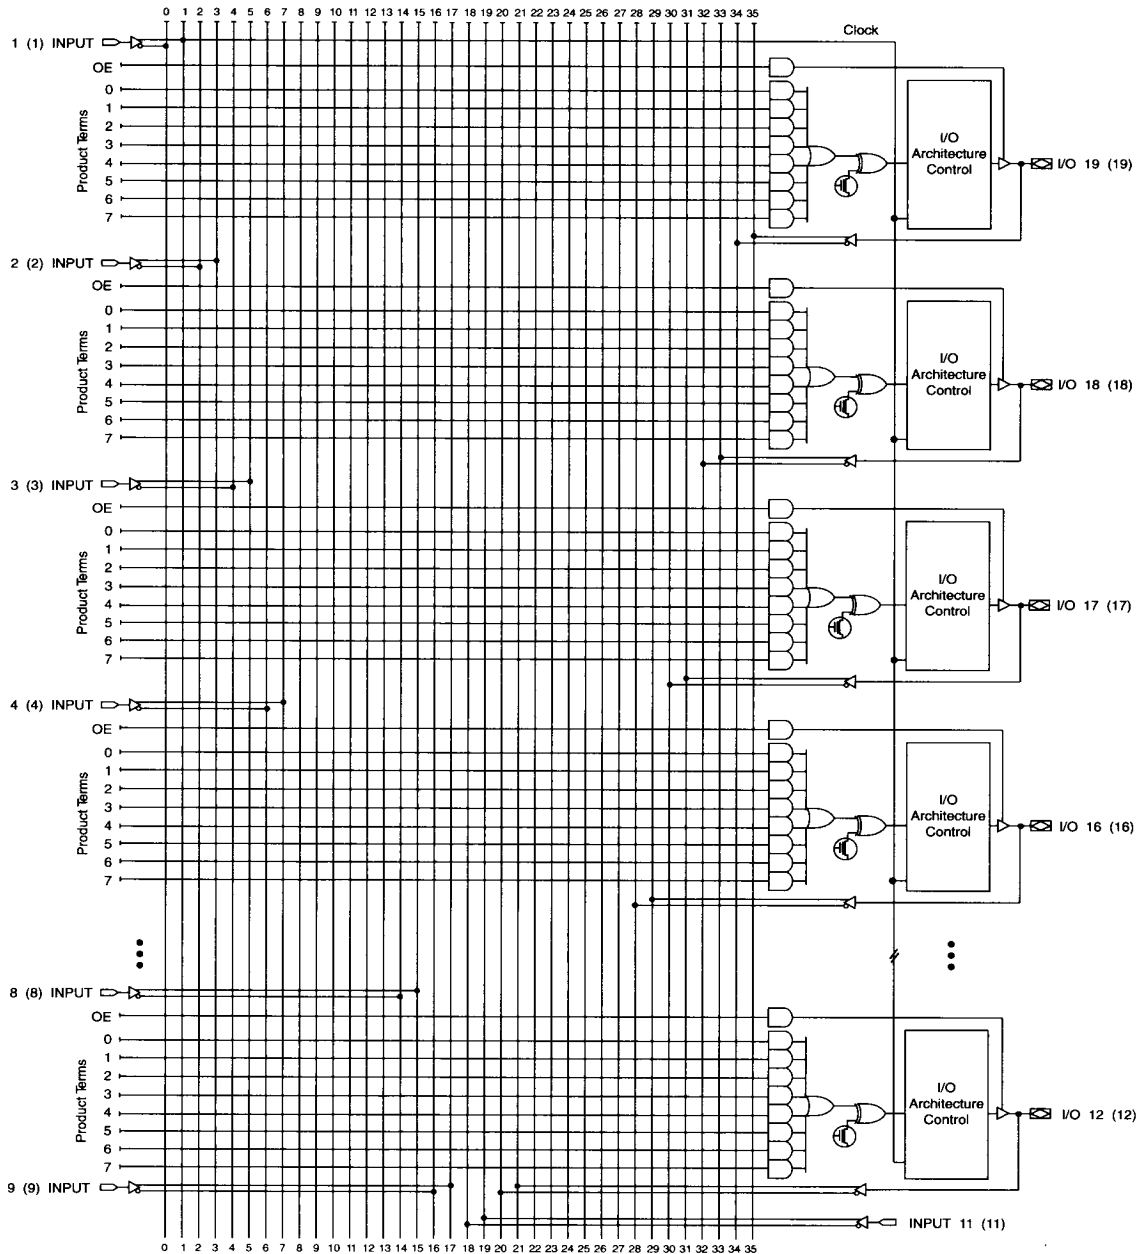 0 1 2 3 4 5 6 7 8 9 10 11 12 13 14 15 16 17 18 19 20 21 22 23 24 25 26 27 28 29 30 31 32 33 34 35
Clock
1 (1) INPUT
OE
Product Terms
0
1
2
3
4
5
6
7
I/O
Architecture
Control
I/O 19 (19)
2 (2) INPUT
OE
Product Terms
0
1
2
3
4
5
6
7
I/O
Architecture
Control
I/O 18 (18)
3 (3) INPUT
OE
Product Terms
0
1
2
3
4
5
6
7
I/O
Architecture
Control
I/O 17 (17)
4 (4) INPUT
OE
Product Terms
0
1
2
3
4
5
6
7
I/O
Architecture
Control
I/O 16 (16)
8 (8) INPUT
OE
Product Terms
0
1
2
3
4
5
6
7
I/O
Architecture
Control
I/O 12 (12)
9 (9) INPUT
INPUT 11 (11)
0 1 2 3 4 5 6 7 8 9 10 11 12 13 14 15 16 17 18 19 20 21 22 23 24 25 26 27 28 29 30 31 32 33 34 35